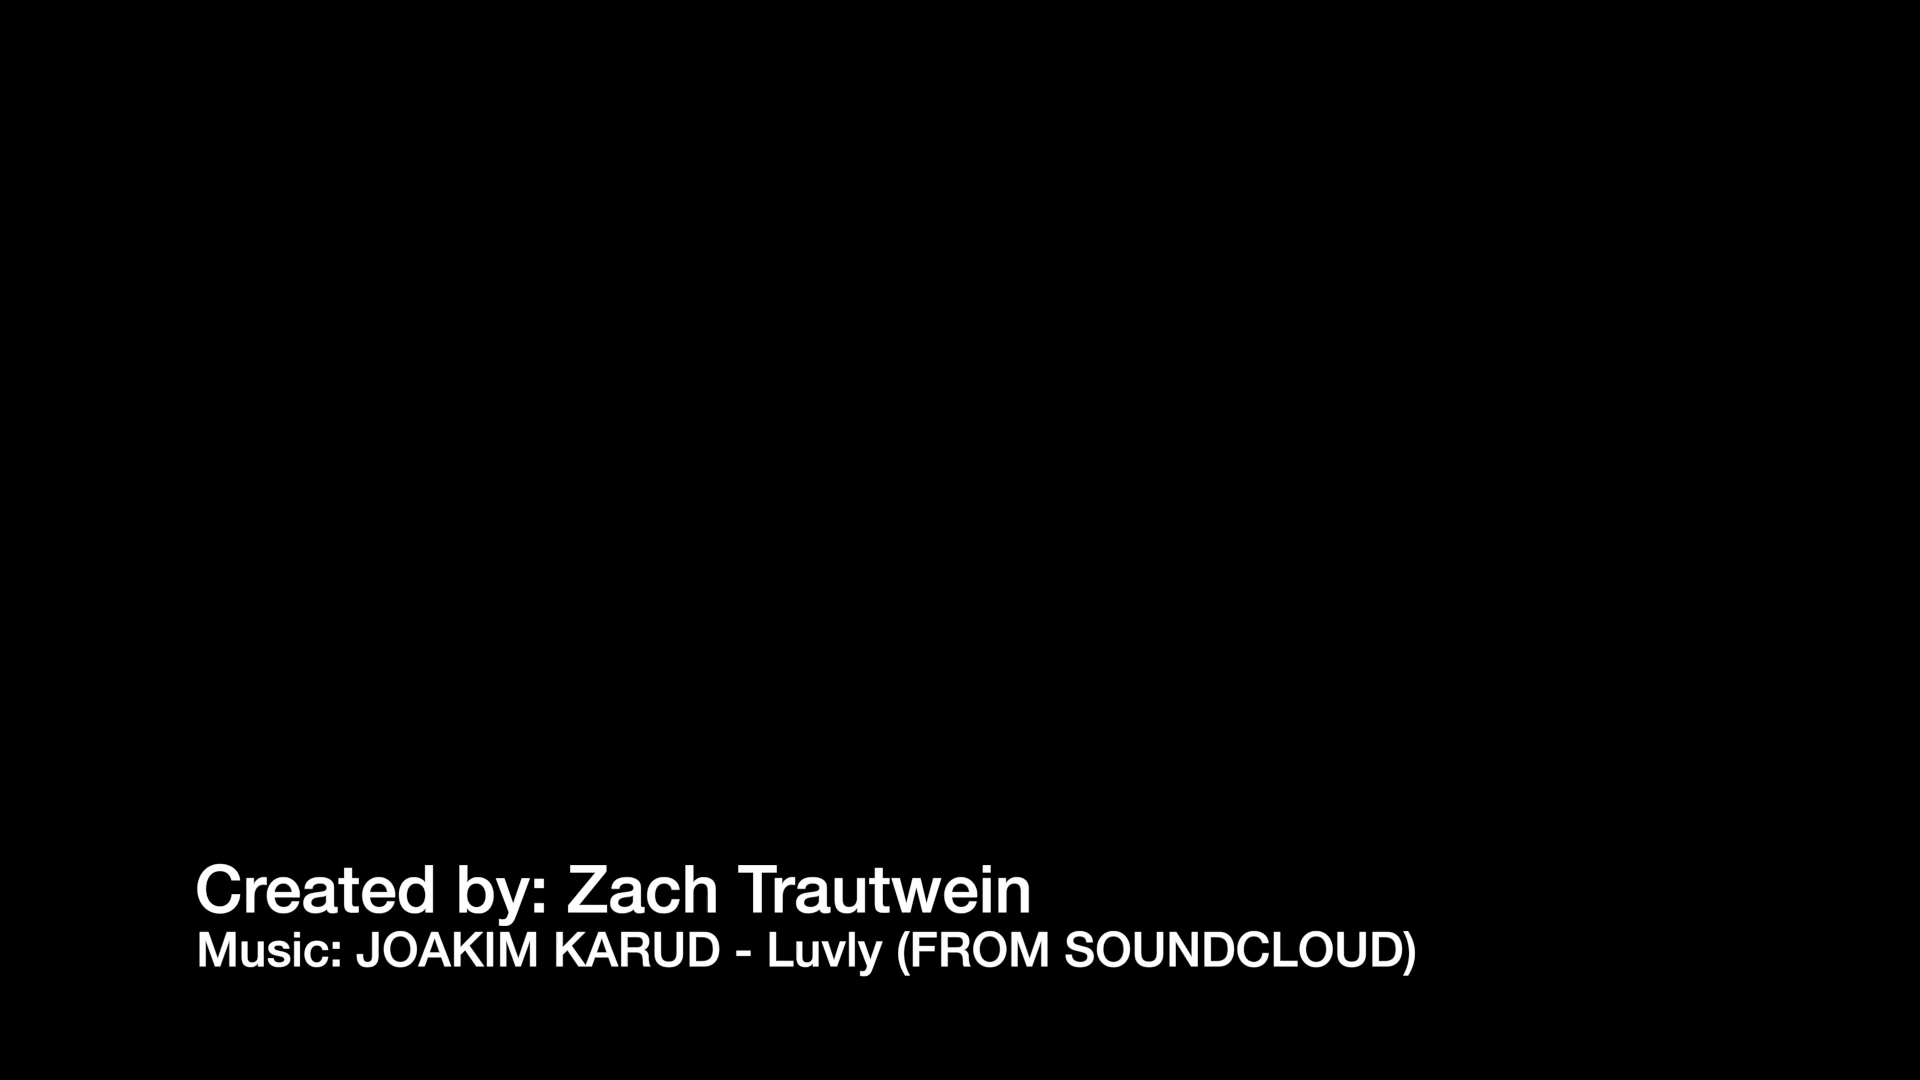 Created by: Zach Trautwein
Music: JOAKIM KARUD - Luvly (FROM SOUNDCLOUD)